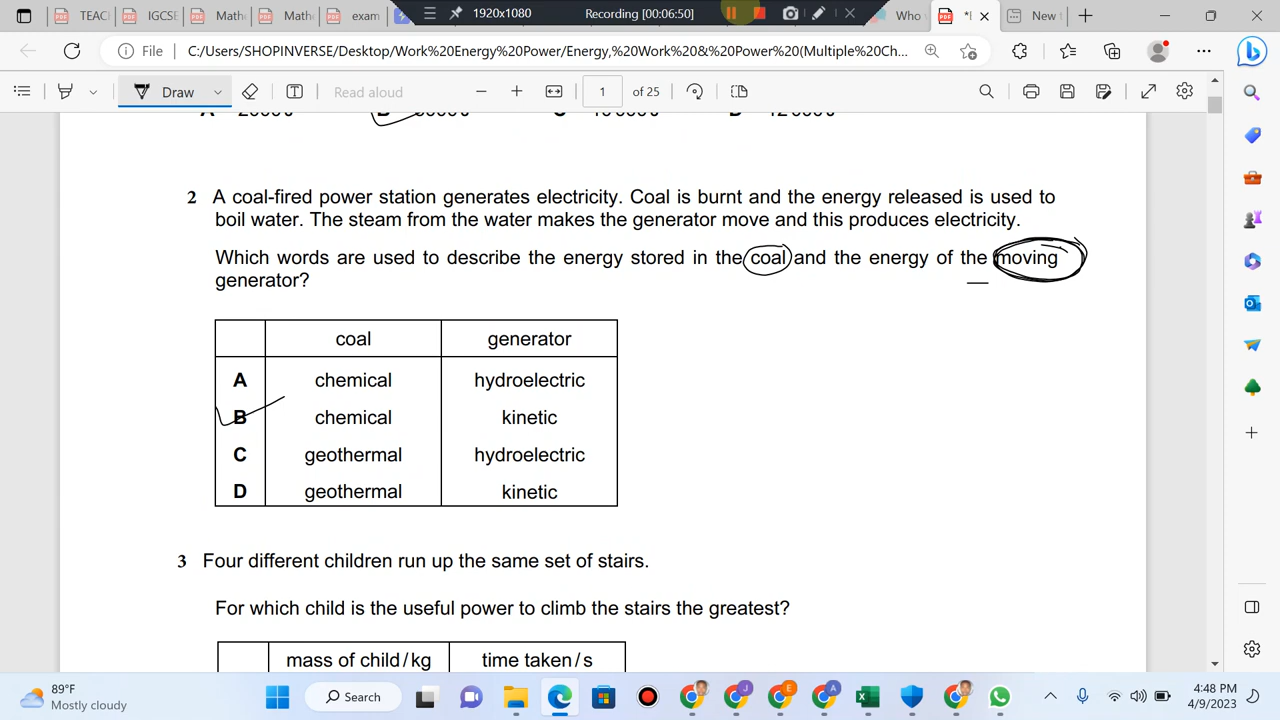 TEAC
IGCSE
Math
Math
exam
1920x1080
Recording [00:06:50]
Who
New t
File
C:/Users/SHOPINVERSE/Desktop/Work%20Energy%20Power/Energy,%20Work%20&%20Power%20(Multiple%20Ch...
Draw
Read aloud
1
of 25
2 A coal-fired power station generates electricity. Coal is burnt and the energy released is used to
boil water. The steam from the water makes the generator move and this produces electricity.
Which words are used to describe the energy stored in the coal and the energy of the moving
generator?
coal generator
A chemical hydroelectric
B chemical kinetic
C geothermal hydroelectric
D geothermal kinetic
3 Four different children run up the same set of stairs.
For which child is the useful power to climb the stairs the greatest?
mass of child/kg time taken/s
89°F
Mostly cloudy
Search
4:48 PM
4/9/2023